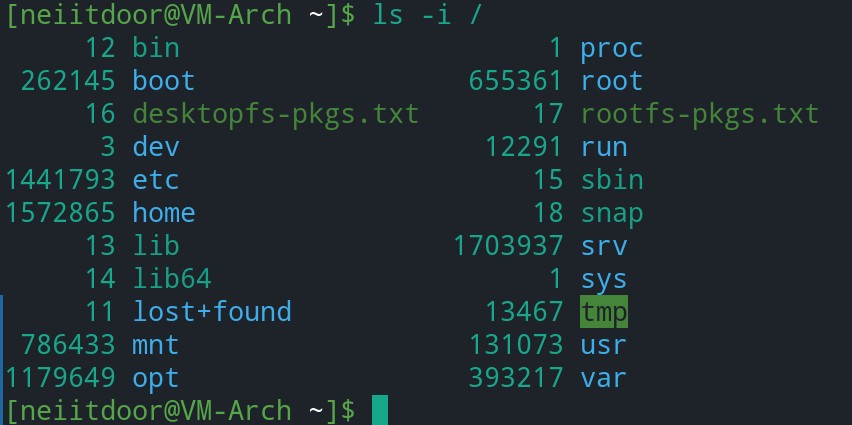 [neiitdoor@VM-Arch ~]$ ls -i /
12 bin 1 proc
262145 boot 655361 root
16 desktopfs-pkgs.txt 17 rootfs-pkgs.txt
3 dev 12291 run
1441793 etc 15 sbin
1572865 home 18 snap
13 lib 1703937 srv
14 lib64 1 sys
11 lost+found 13467 tmp
786433 mnt 131073 usr
1179649 opt 393217 var
[neiitdoor@VM-Arch ~]$